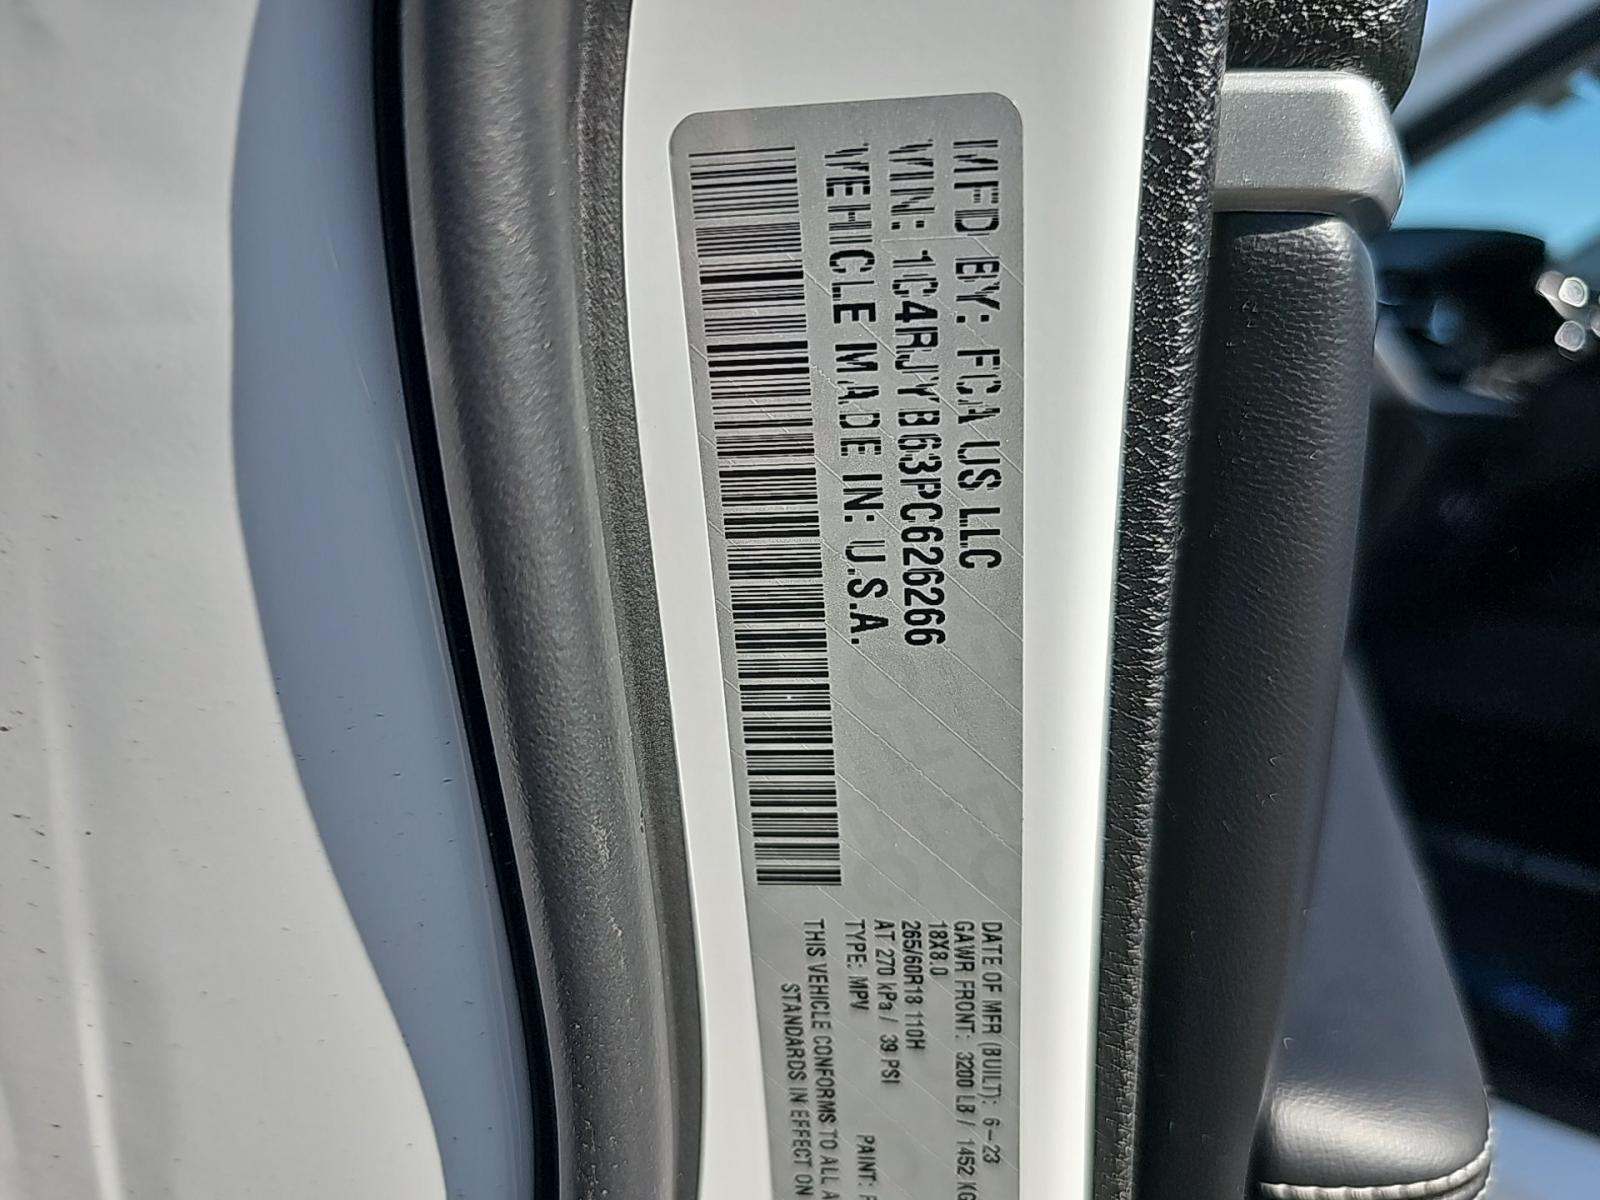 MFD BY: FCA US LLC
VIN: 1C4RJYB63PC626266
VEHICLE MADE IN: U.S.A.
DATE OF MFR (BUILT): 6-23
GAWR FRONT: 3200 LB / 1452 KG
18X8.0
265/60R18 110H
AT 270 kPa / 39 PSI
TYPE: MPV PAINT:
THIS VEHICLE CONFORMS TO ALL
STANDARDS IN EFFECT ON